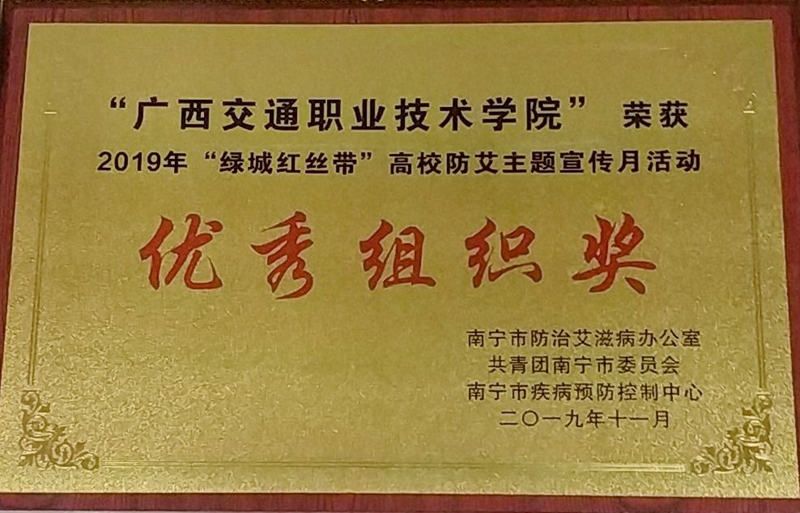 “广西交通职业技术学院” 荣获
2019年“绿城红丝带”高校防艾主题宣传月活动
优秀组织奖
南宁市防治艾滋病办公室
共青团南宁市委员会
南宁市疾病预防控制中心
二〇一九年十一月